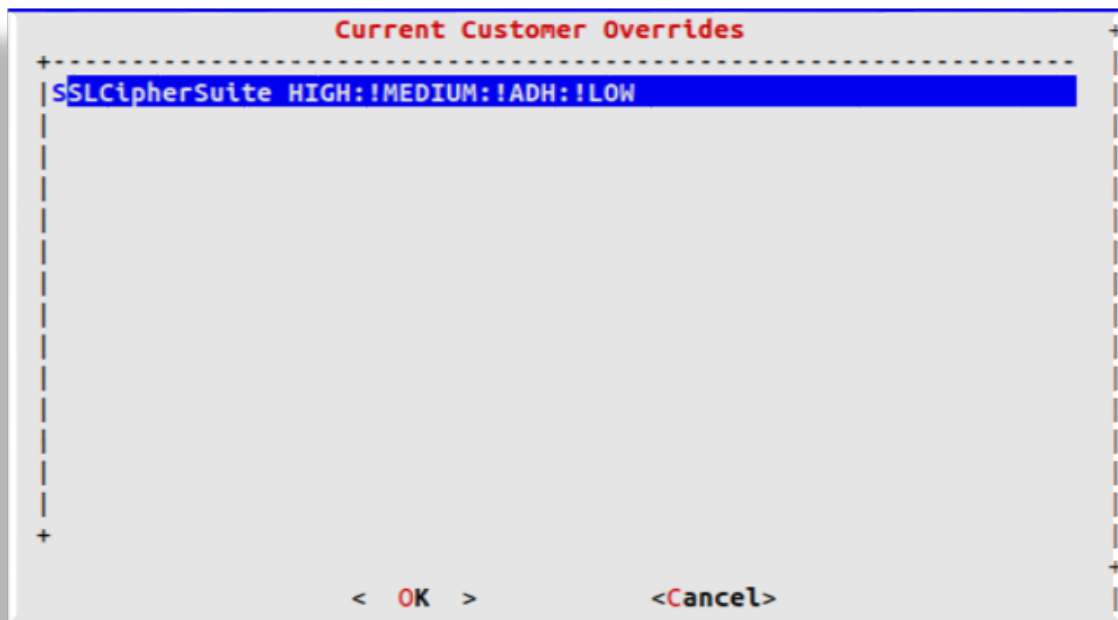 Current Customer Overrides
SSLCipherSuite HIGH:!MEDIUM:!ADH:!LOW
< OK > <Cancel>